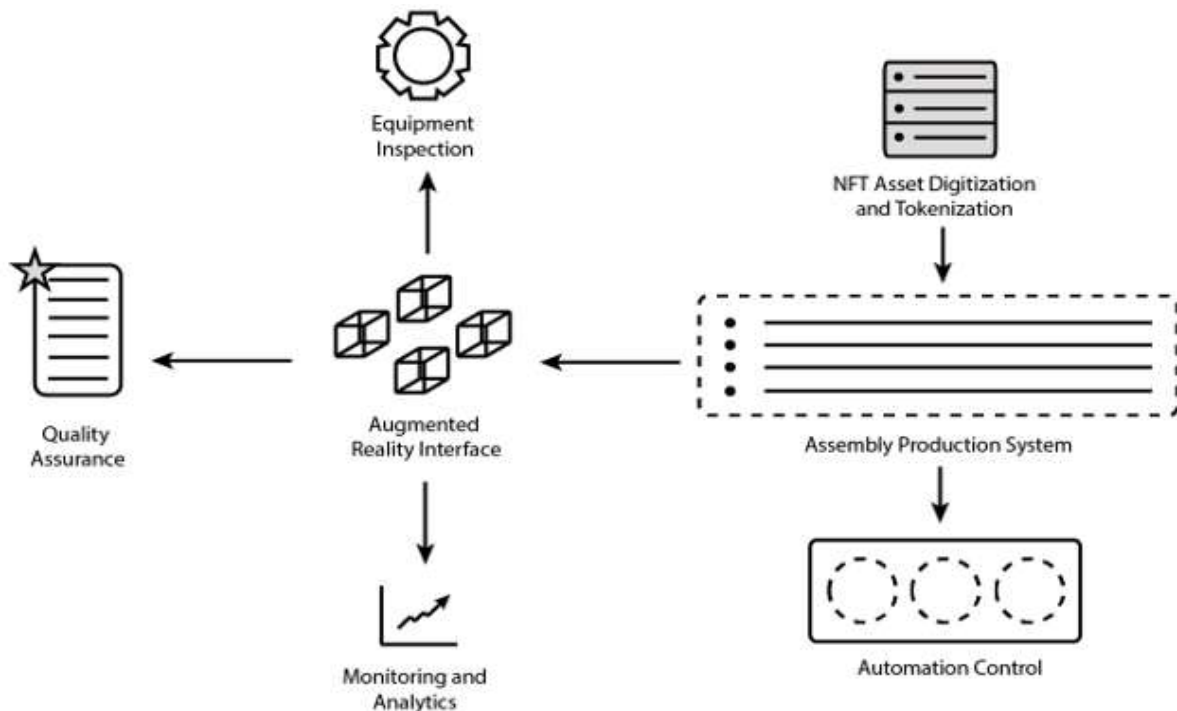 Equipment
Inspection
NFT Asset Digitization
and Tokenization
Quality
Assurance
Augmented
Reality Interface
Assembly Production System
Monitoring and
Analytics
Automation Control